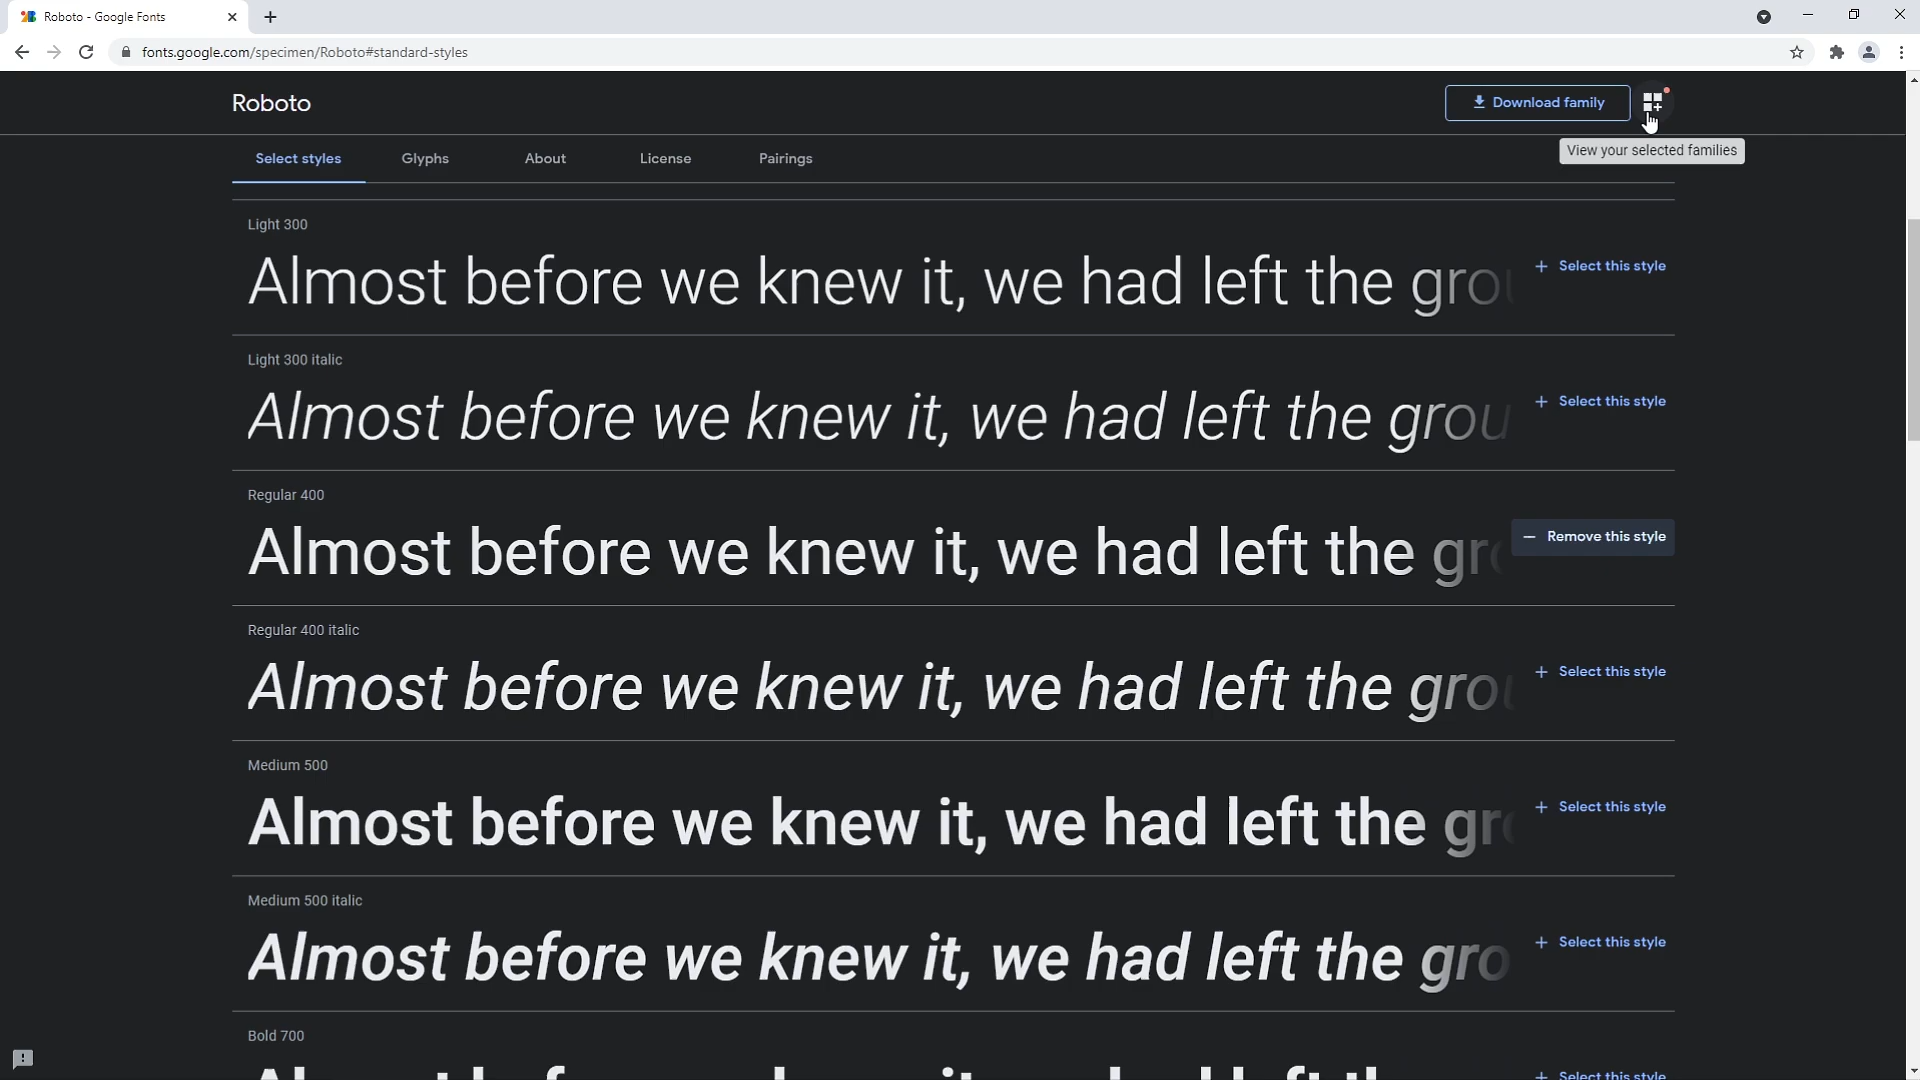 Roboto - Google Fonts
fonts.google.com/specimen/Roboto#standard-styles
Roboto
Download family
View your selected families
Select styles
Glyphs
About
License
Pairings
Light 300
Almost before we knew it, we had left the grou
Select this style
Light 300 italic
Almost before we knew it, we had left the grou
Select this style
Regular 400
Almost before we knew it, we had left the gro
Remove this style
Regular 400 italic
Almost before we knew it, we had left the grou
Select this style
Medium 500
Almost before we knew it, we had left the gro
Select this style
Medium 500 italic
Almost before we knew it, we had left the gro
Select this style
Bold 700
Select this style